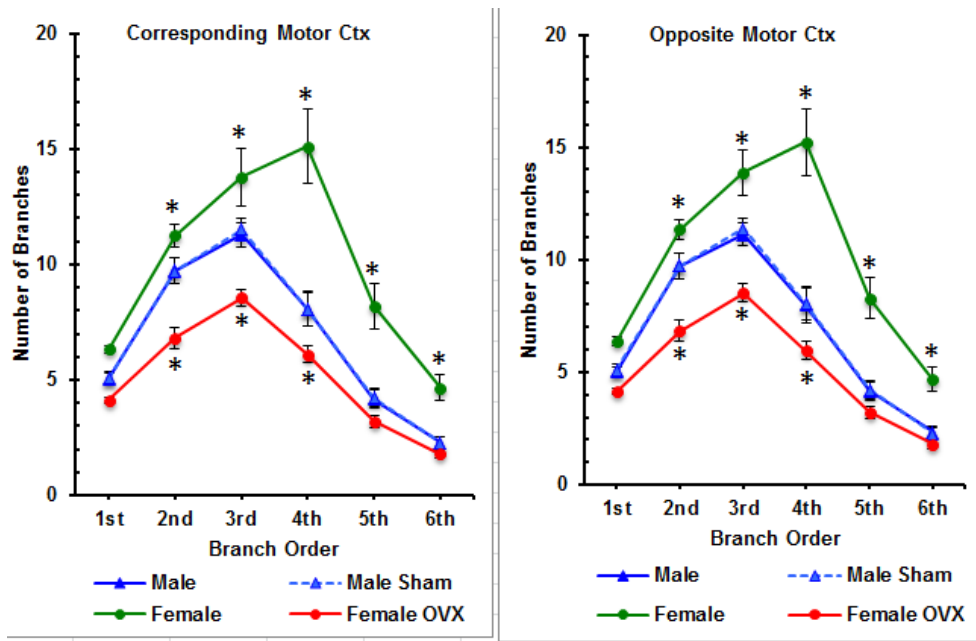 Corresponding Motor Ctx
20
15
10
5
0
Number of Branches
* * * * *
* * *
1st 2nd 3rd 4th 5th 6th
Branch Order
Male Male Sham
Female Female OVX
Opposite Motor Ctx
20
15
10
5
0
Number of Branches
* * * * *
* * *
1st 2nd 3rd 4th 5th 6th
Branch Order
Male Male Sham
Female Female OVX